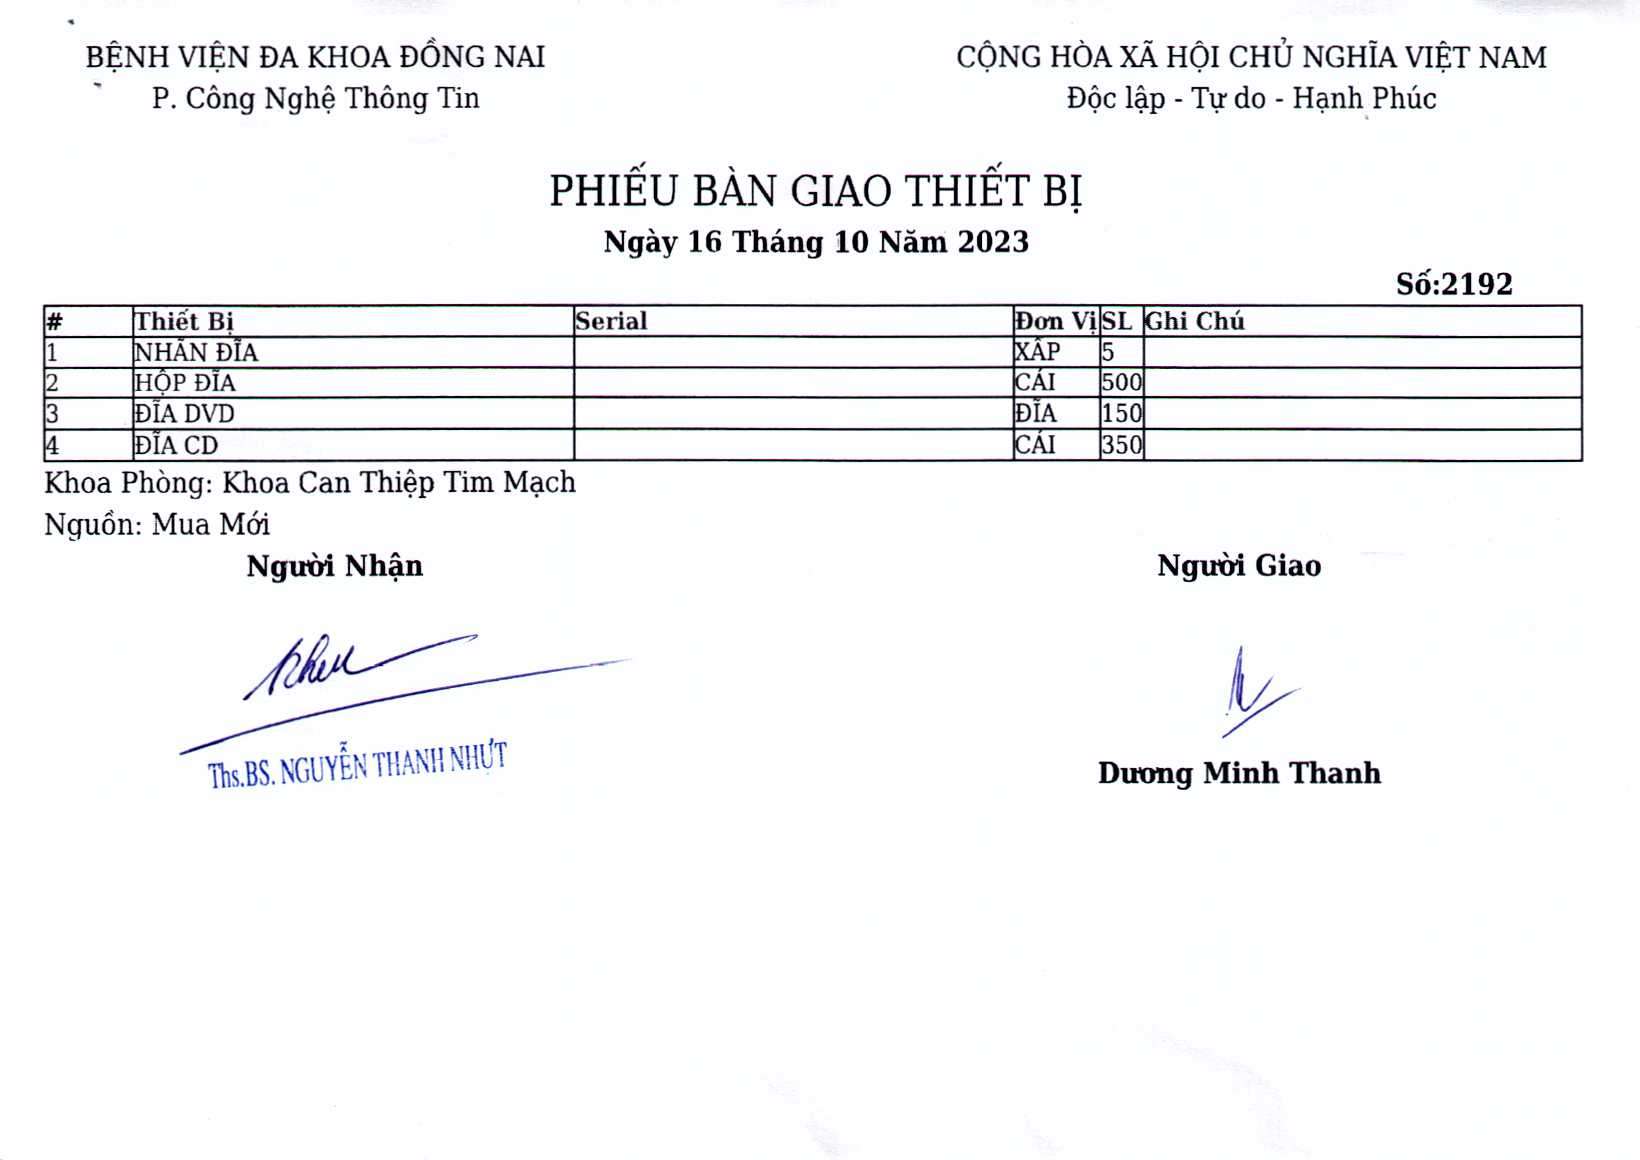 BỆNH VIỆN ĐA KHOA ĐỒNG NAI
P. Công Nghệ Thông Tin
CỘNG HÒA XÃ HỘI CHỦ NGHĨA VIỆT NAM
Độc lập - Tự do - Hạnh Phúc
PHIẾU BÀN GIAO THIẾT BỊ
Ngày 16 Tháng 10 Năm 2023
Số:2192
# Thiết Bị Serial Đơn Vị SL Ghi Chú
1 NHÃN ĐĨA XẤP 5
2 HỘP ĐĨA CÁI 500
3 ĐĨA DVD ĐĨA 150
4 ĐĨA CD CÁI 350
Khoa Phòng: Khoa Can Thiệp Tim Mạch
Nguồn: Mua Mới
Người Nhận Người Giao
Ths.BS. NGUYỄN THANH NHỰT
Dương Minh Thanh